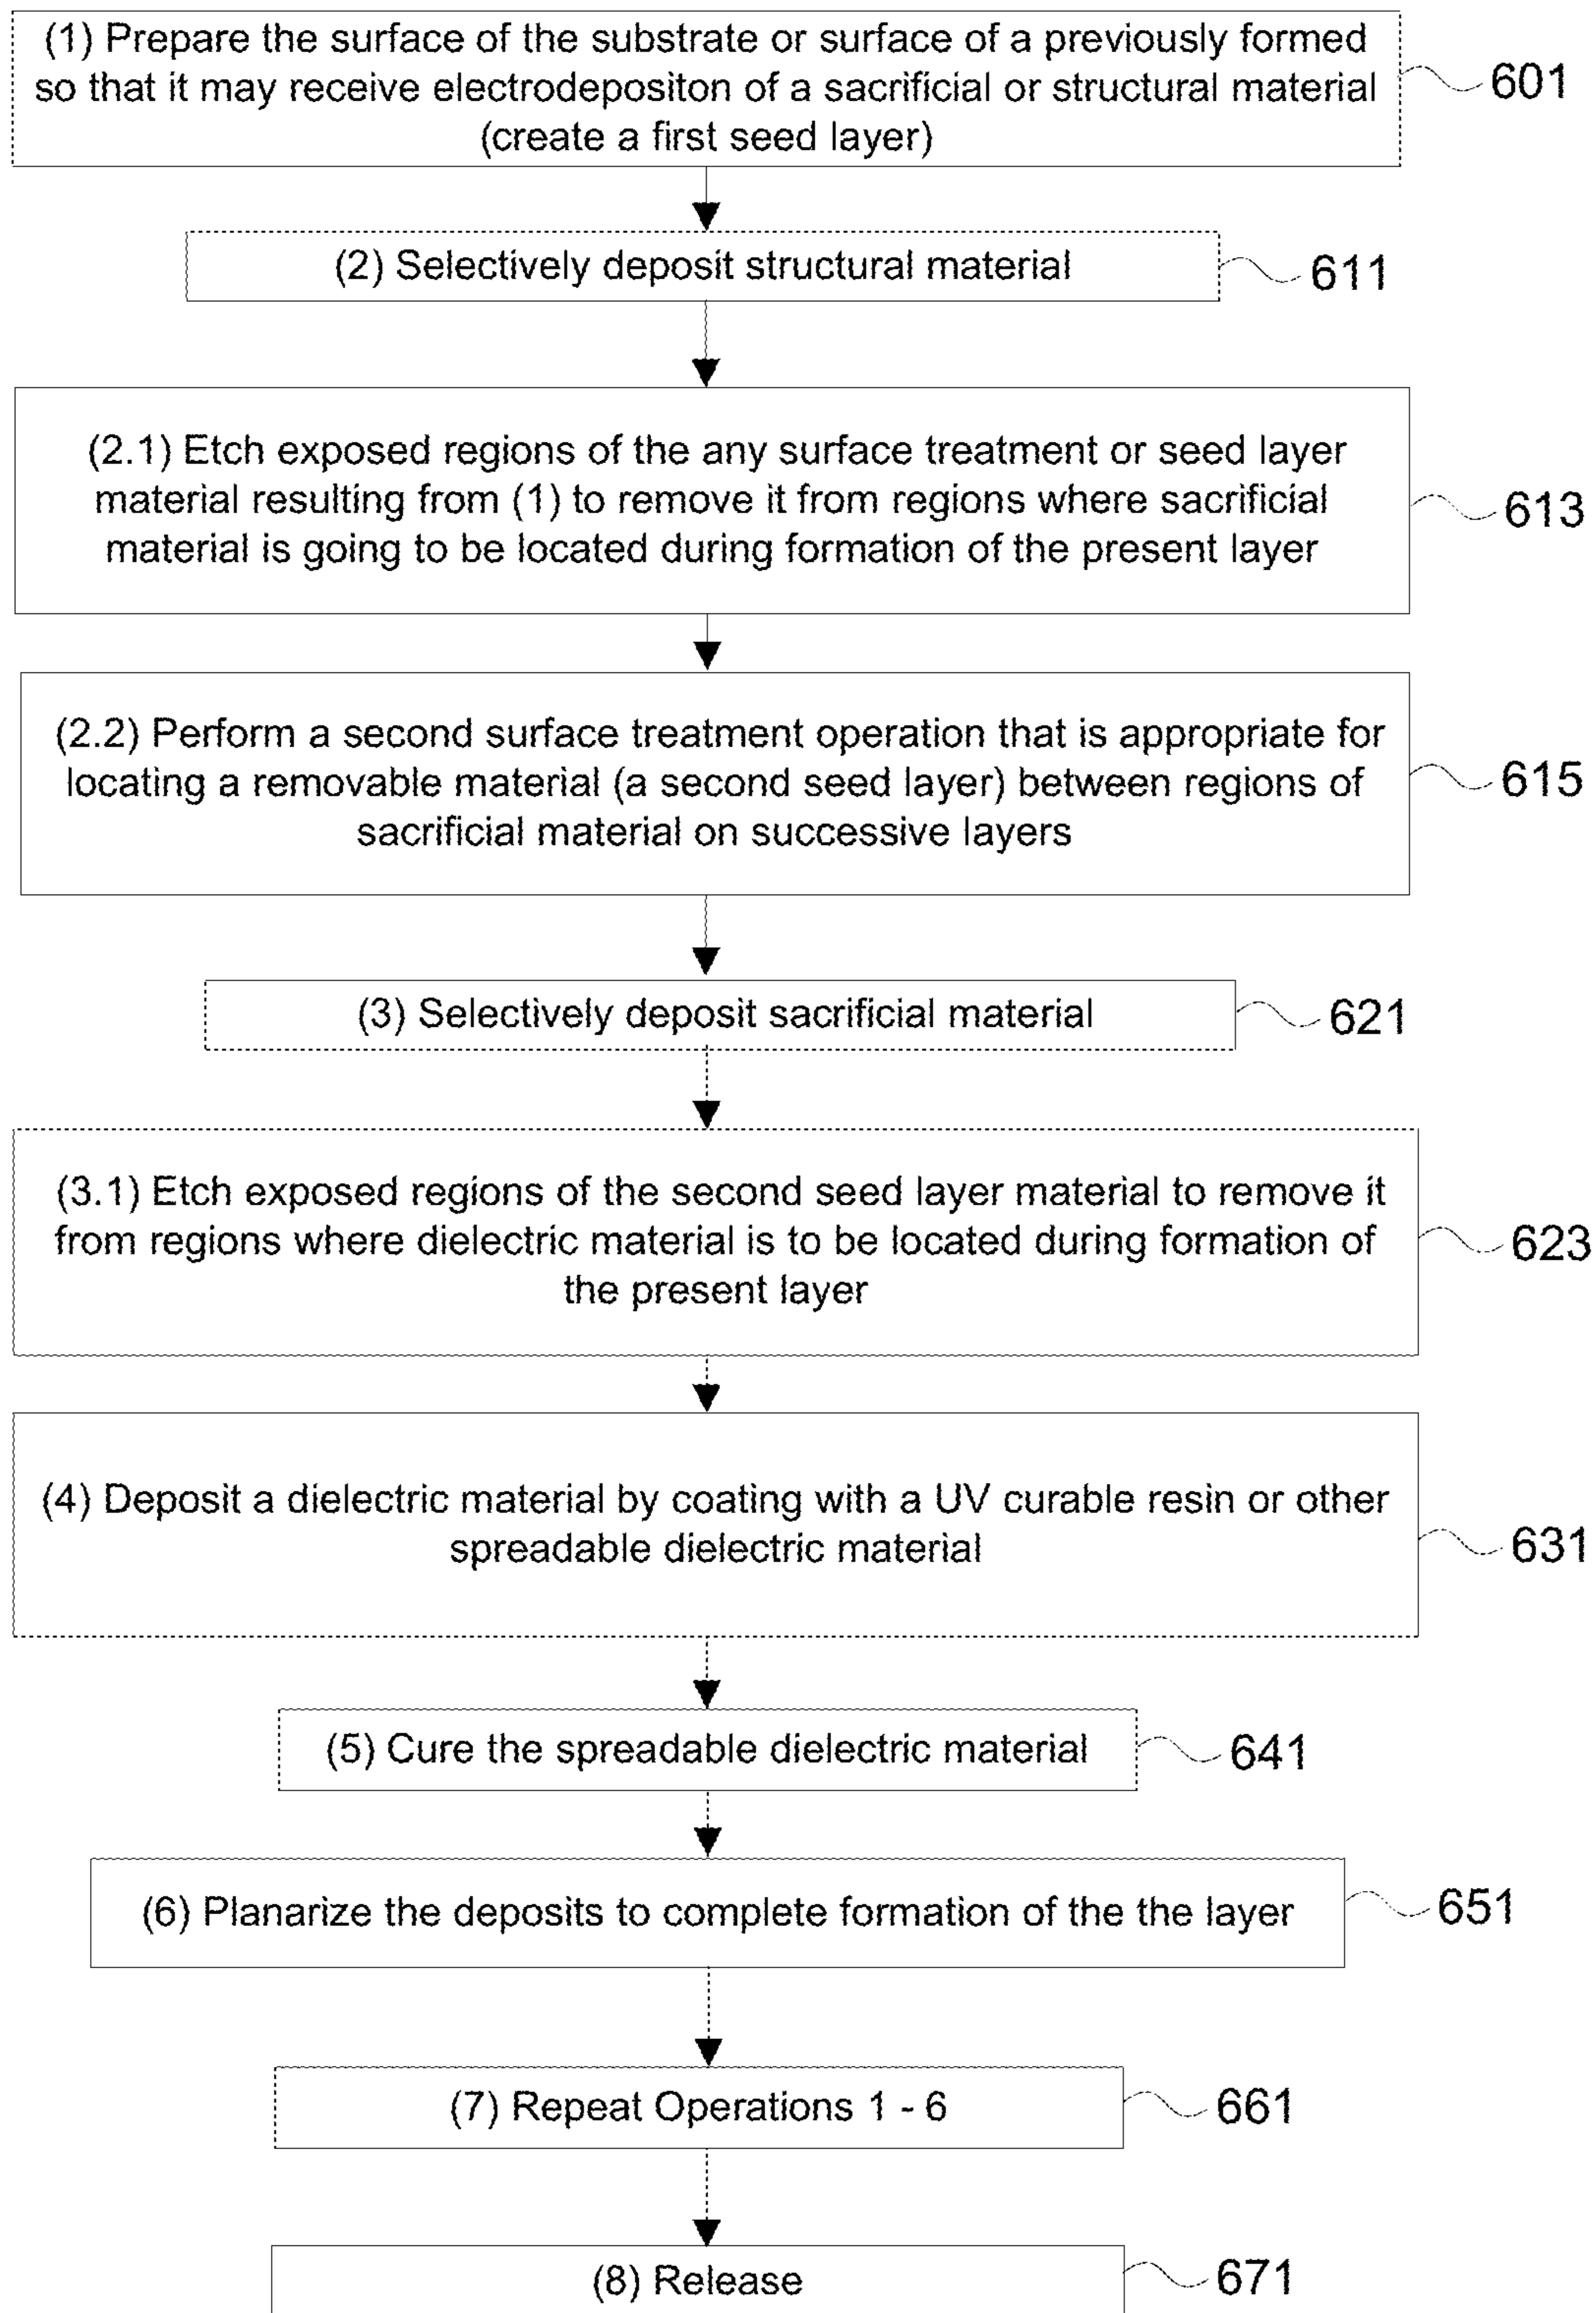 (1) Prepare the surface of the substrate or surface of a previously formed
so that it may receive electrodepositon of a sacrificial or structural material
(create a first seed layer)
601
(2) Selectively deposit structural material
611
(2.1) Etch exposed regions of the any surface treatment or seed layer
material resulting from (1) to remove it from regions where sacrificial
material is going to be located during formation of the present layer
613
(2.2) Perform a second surface treatment operation that is appropriate for
locating a removable material (a second seed layer) between regions of
sacrificial material on successive layers
615
(3) Selectively deposit sacrificial material
621
(3.1) Etch exposed regions of the second seed layer material to remove it
from regions where dielectric material is to be located during formation of
the present layer
623
(4) Deposit a dielectric material by coating with a UV curable resin or other
spreadable dielectric material
631
(5) Cure the spreadable dielectric material
641
(6) Planarize the deposits to complete formation of the the layer
651
(7) Repeat Operations 1 - 6
661
(8) Release
671